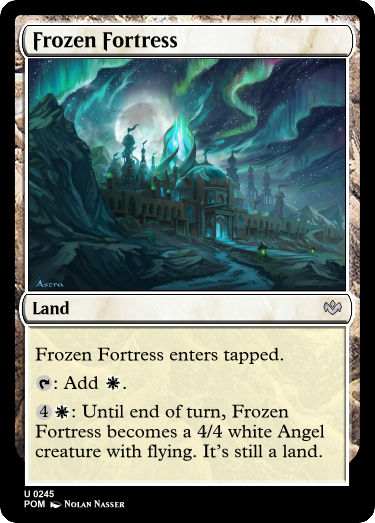 Frozen Fortress
Astra
Land
Frozen Fortress enters tapped.
: Add .
4 : Until end of turn, Frozen
Fortress becomes a 4/4 white Angel
creature with flying. It's still a land.
U 0245
POM Nolan Nasser